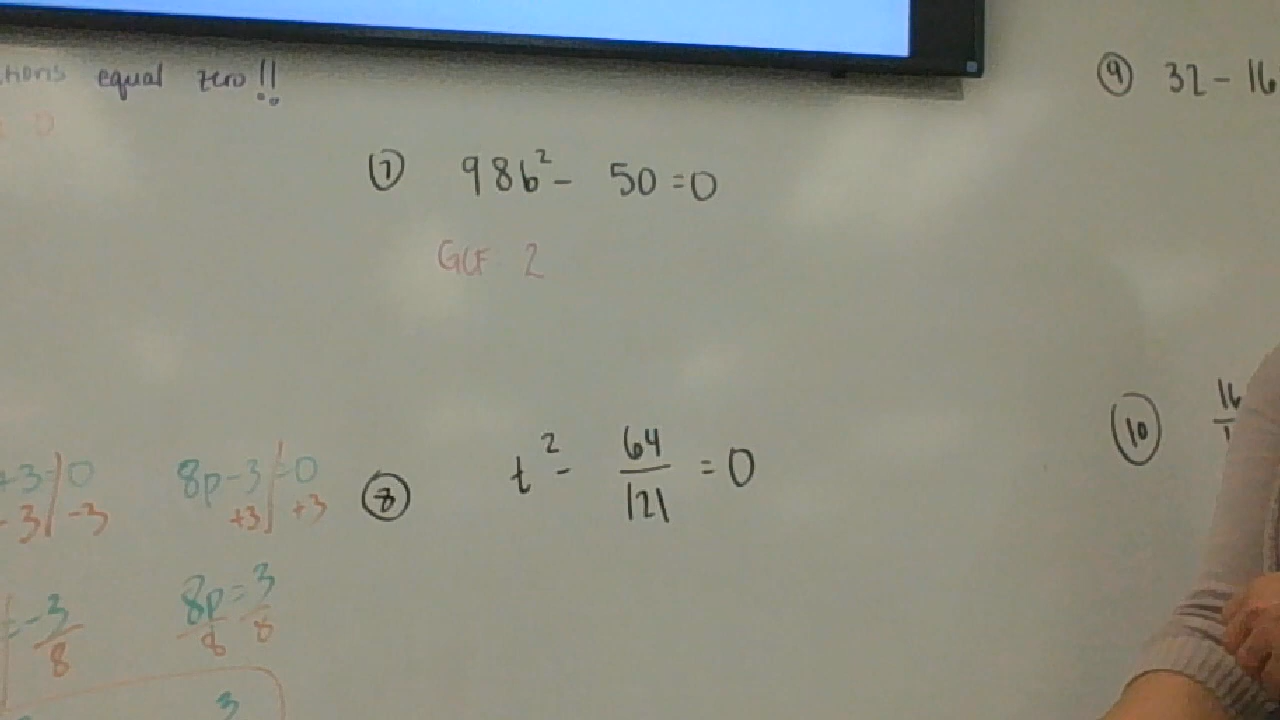 equal zero!!
⑦ 98b² - 50 = 0
GCF 2
⑧ t² - 64/121 = 0
+3 = 0
- 3 -3
= -3/8
8p - 3 = 0
+3 +3
8p/8 = 3/8
3
⑨ 32 - 16
⑩ 16